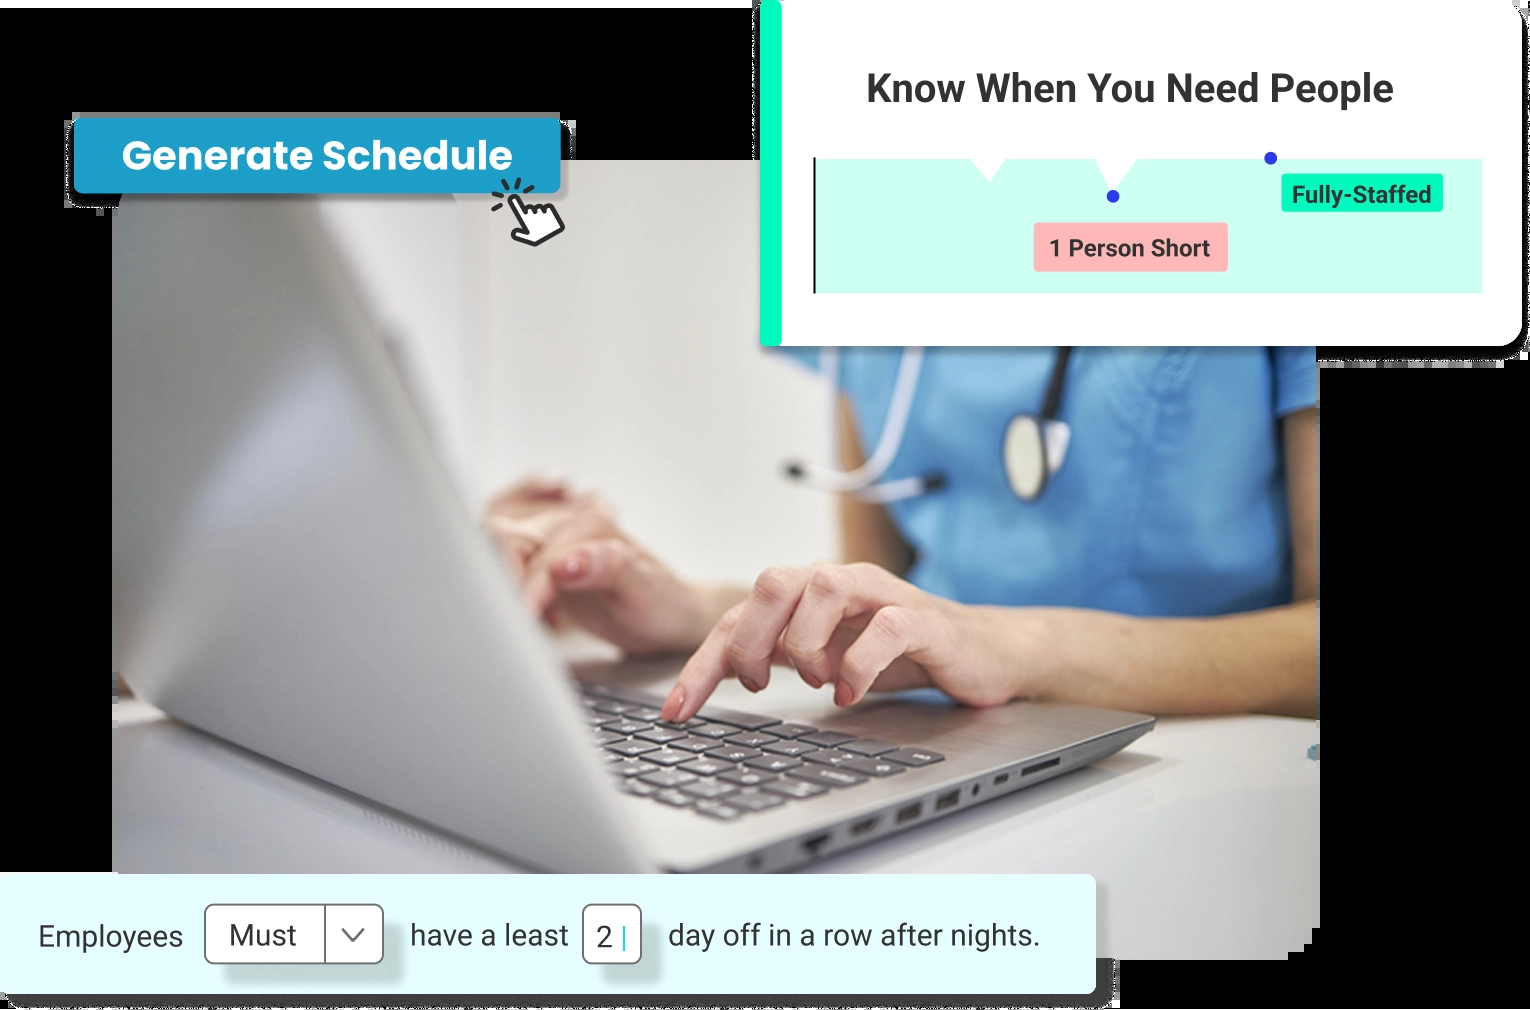 Know When You Need People
Generate Schedule
Fully-Staffed
1 Person Short
Employees Must have a least 2 day off in a row after nights.